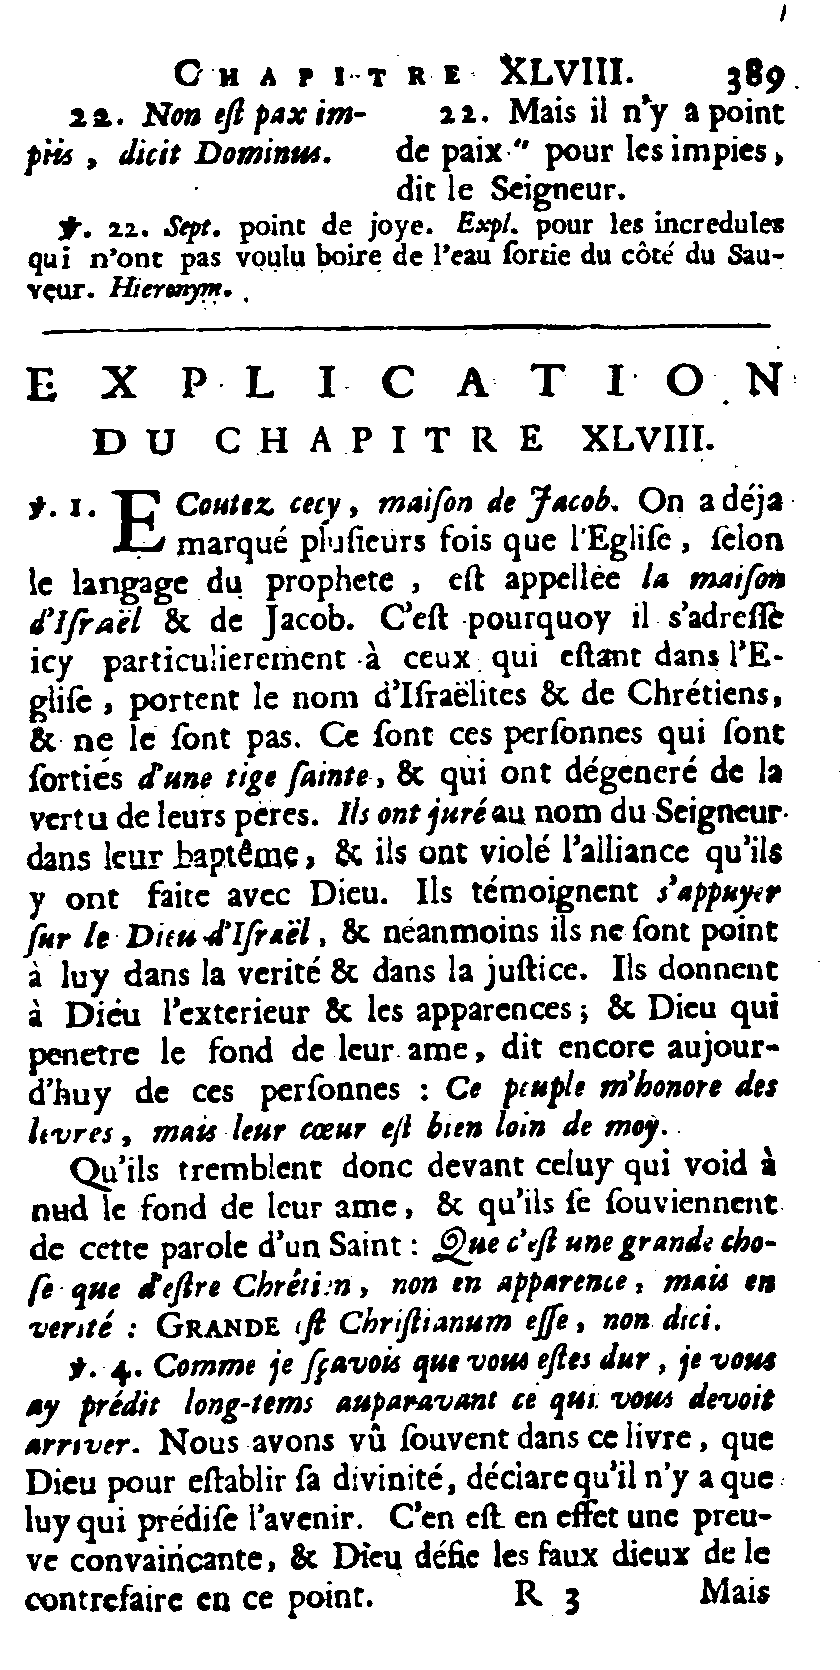 CHAPITRE XLVIII. 389
22. Non eſt pax im-
piis, dicit Dominus.
22. Mais il n'y a point
de paix " pour les impies,
dit le Seigneur.
℣. 22. Sept. point de joye. Expl. pour les incredules
qui n'ont pas voulu boire de l'eau ſortie du côté du Sau-
veur. Hieronym.
EXPLICATION
DU CHAPITRE XLVIII.
℣. 1. ECoutez cecy, maiſon de Jacob. On a déja
marqué pluſieurs fois que l'Egliſe, ſelon
le langage du prophete, eſt appellée la maiſon
d'Iſraël & de Jacob. C'eſt pourquoy il s'adreſſe
icy particulierement à ceux qui eſtant dans l'E-
gliſe, portent le nom d'Iſraëlites & de Chrétiens,
& ne le ſont pas. Ce ſont ces perſonnes qui ſont
ſorties d'une tige ſainte, & qui ont dégeneré de la
vertu de leurs peres. Ils ont juré au nom du Seigneur
dans leur baptême, & ils ont violé l'alliance qu'ils
y ont faite avec Dieu. Ils témoignent s'appuyer
ſur le Dieu d'Iſraël, & néanmoins ils ne ſont point
à luy dans la verité & dans la juſtice. Ils donnent
à Dieu l'exterieur & les apparences; & Dieu qui
penetre le fond de leur ame, dit encore aujour-
d'huy de ces perſonnes : Ce peuple m'honore des
levres, mais leur cœur eſt bien loin de moy.
Qu'ils tremblent donc devant celuy qui void à
nud le fond de leur ame, & qu'ils ſe ſouviennent
de cette parole d'un Saint : Que c'eſt une grande cho-
ſe que d'eſtre Chrétien, non en apparence, mais en
verité : GRANDE eſt Chriſtianum eſſe, non dici.
℣. 4. Comme je ſçavois que vous eſtes dur, je vous
ay prédit long-tems auparavant ce qui vous devoit
arriver. Nous avons vû ſouvent dans ce livre, que
Dieu pour eſtablir ſa divinité, déclare qu'il n'y a que
luy qui prédiſe l'avenir. C'en eſt en effet une preu-
ve convaincante, & Dieu défie les faux dieux de le
contrefaire en ce point. R 3 Mais